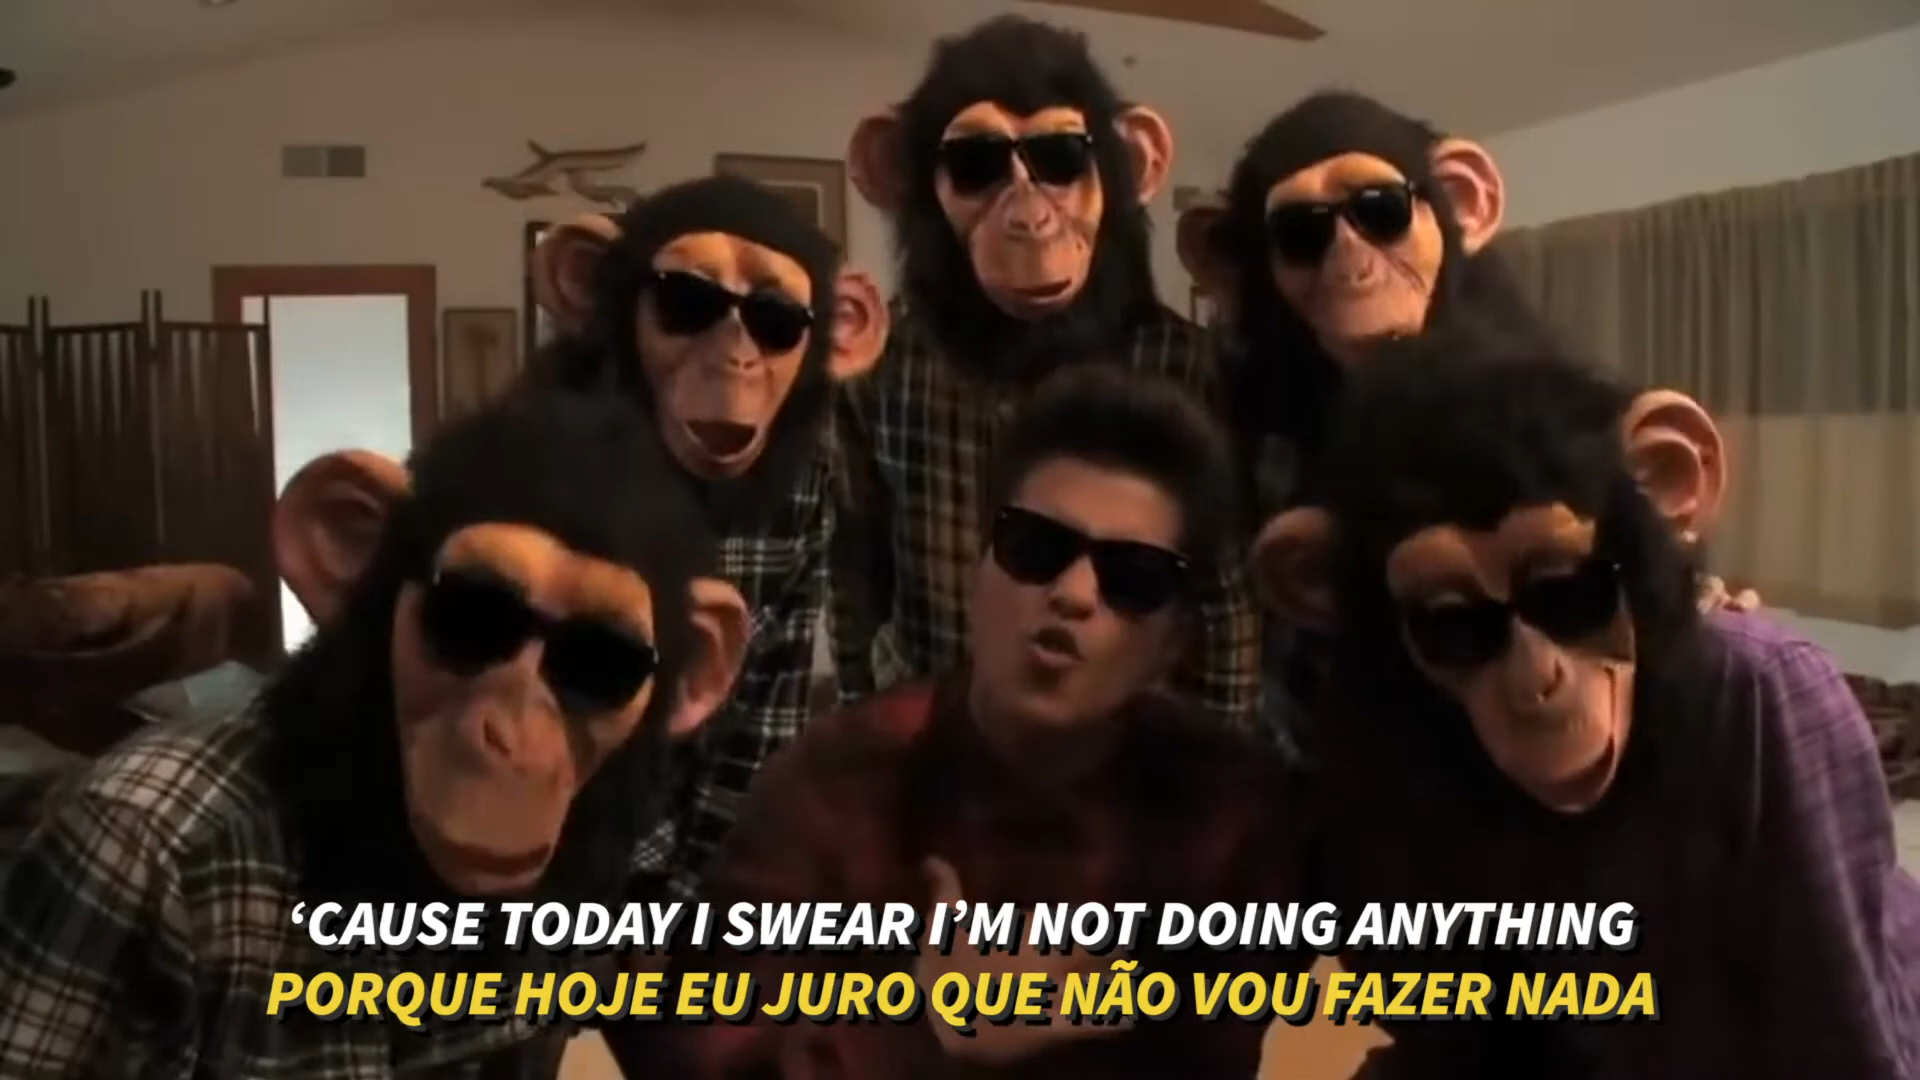 ‘CAUSE TODAY I SWEAR I’M NOT DOING ANYTHING
PORQUE HOJE EU JURO QUE NÃO VOU FAZER NADA